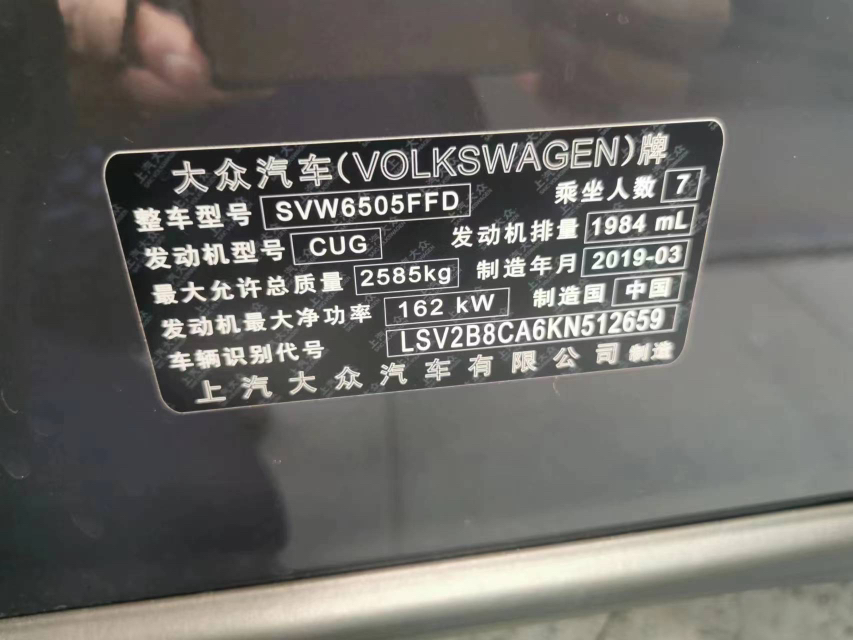 大众汽车(VOLKSWAGEN)牌
整车型号 SVW6505FFD 乘坐人数 7
发动机型号 CUG 发动机排量 1984 mL
最大允许总质量 2585kg 制造年月 2019-03
发动机最大净功率 162 kW 制造国 中国
车辆识别代号 LSV2B8CA6KN512659
上汽大众汽车有限公司 制造